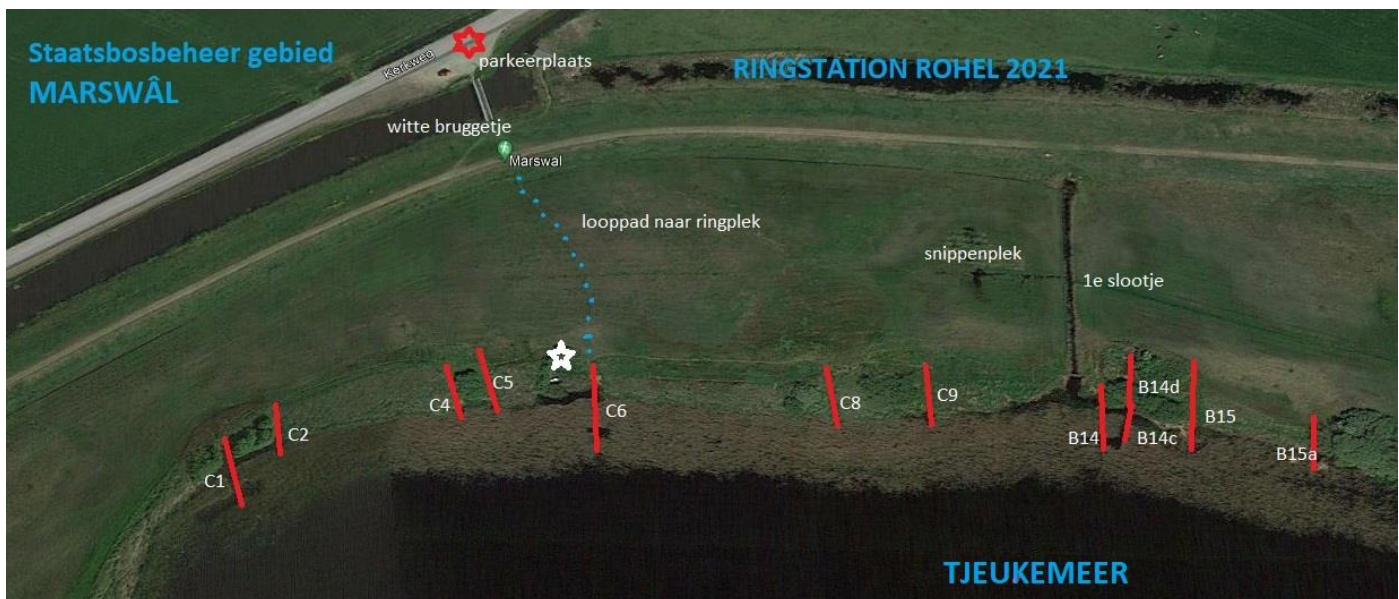 Staatsbosbeheer gebied
MARSWÂL
Kerkweg
parkeerplaats
RINGSTATION ROHEL 2021
witte bruggetje
Marswal
looppad naar ringplek
snippenplek
1e slootje
C1
C2
C4
C5
C6
C8
C9
B14
B14d
B14c
B15
B15a
TJEUKEMEER